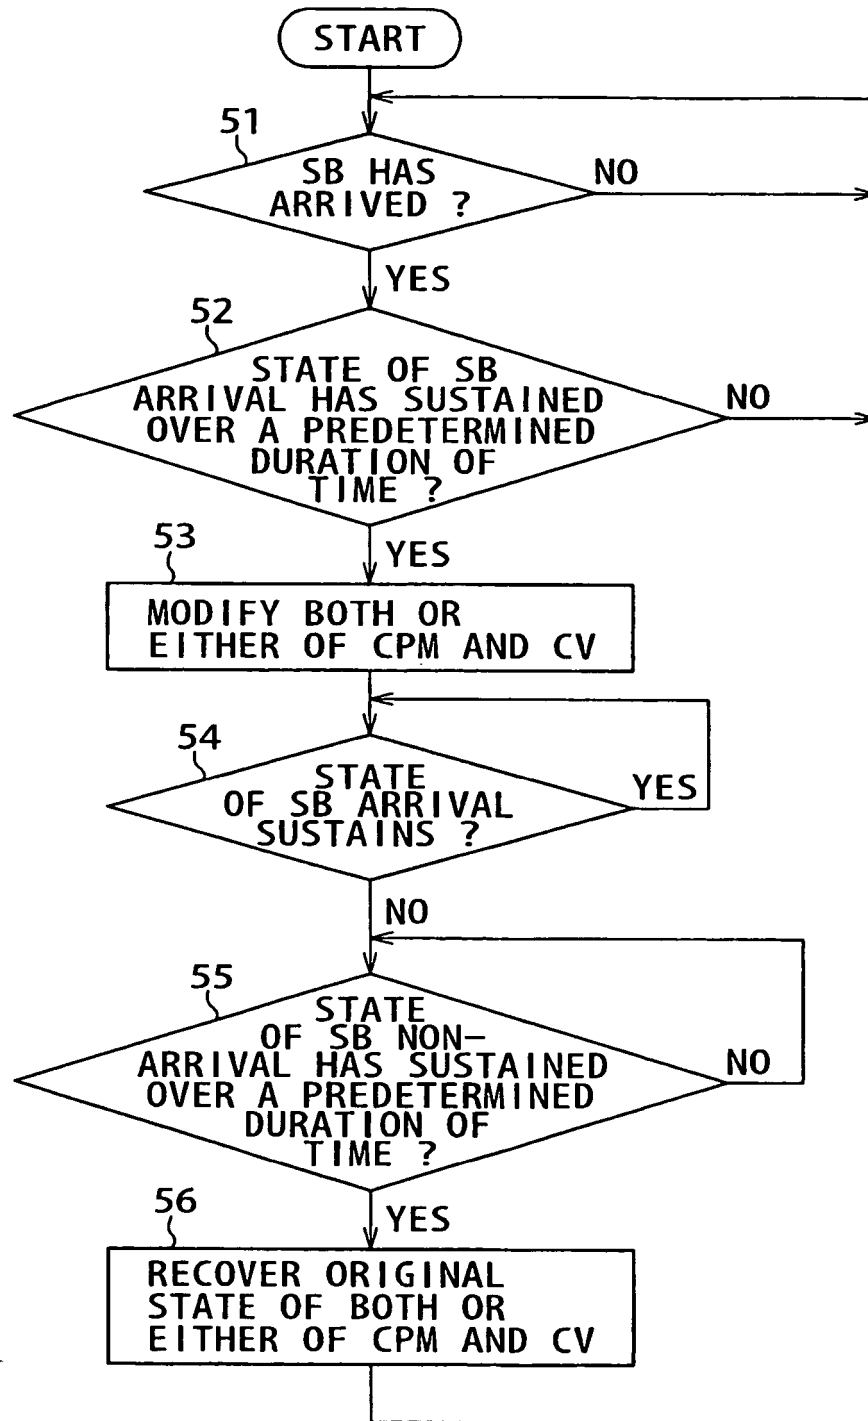 START
51
SB HAS
ARRIVED ?
NO
YES
52
STATE OF SB
ARRIVAL HAS SUSTAINED
OVER A PREDETERMINED
DURATION OF
TIME ?
NO
YES
53
MODIFY BOTH OR
EITHER OF CPM AND CV
54
STATE
OF SB ARRIVAL
SUSTAINS ?
YES
NO
55
STATE
OF SB NON-
ARRIVAL HAS SUSTAINED
OVER A PREDETERMINED
DURATION OF
TIME ?
NO
YES
56
RECOVER ORIGINAL
STATE OF BOTH OR
EITHER OF CPM AND CV